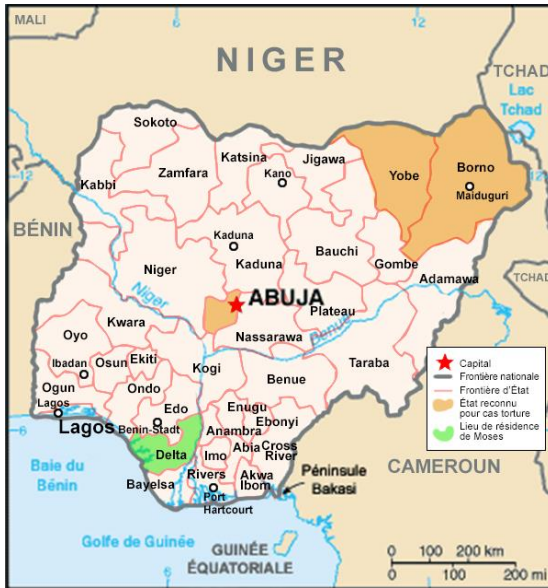 MALI
NIGER
TCHAD
Lac
Tchad
Sokoto
Katsina
Jigawa
Zamfara
Kano
Yobe
Borno
Maiduguri
Kabbi
12
12
BÉNIN
Kaduna
Kaduna
Bauchi
Gombe
Adamawa
Niger
Niger
ABUJA
Plateau
TCHAD
Nassarawa
Benue
Kwara
Oyo
Ibadan
Osun
Ekiti
Kogi
Benue
Taraba
Ogun
Ondo
Lagos
Edo
Enugu
Ebonyi
Lagos
Benin-Stadt
Anambra
Abia
Cross
River
Delta
Imo
Baie du
Bénin
Bayelsa
Rivers
Akwa
Ibom
Port
Hartcourt
Péninsule
Bakasi
CAMEROUN
Golfe de Guinée
GUINÉE
ÉQUATORIALE
Capital
Frontière nationale
Frontière d'État
État reconnu
pour cas torture
Lieu de résidence
de Moses
0 100 200 km
0 100 200 mi